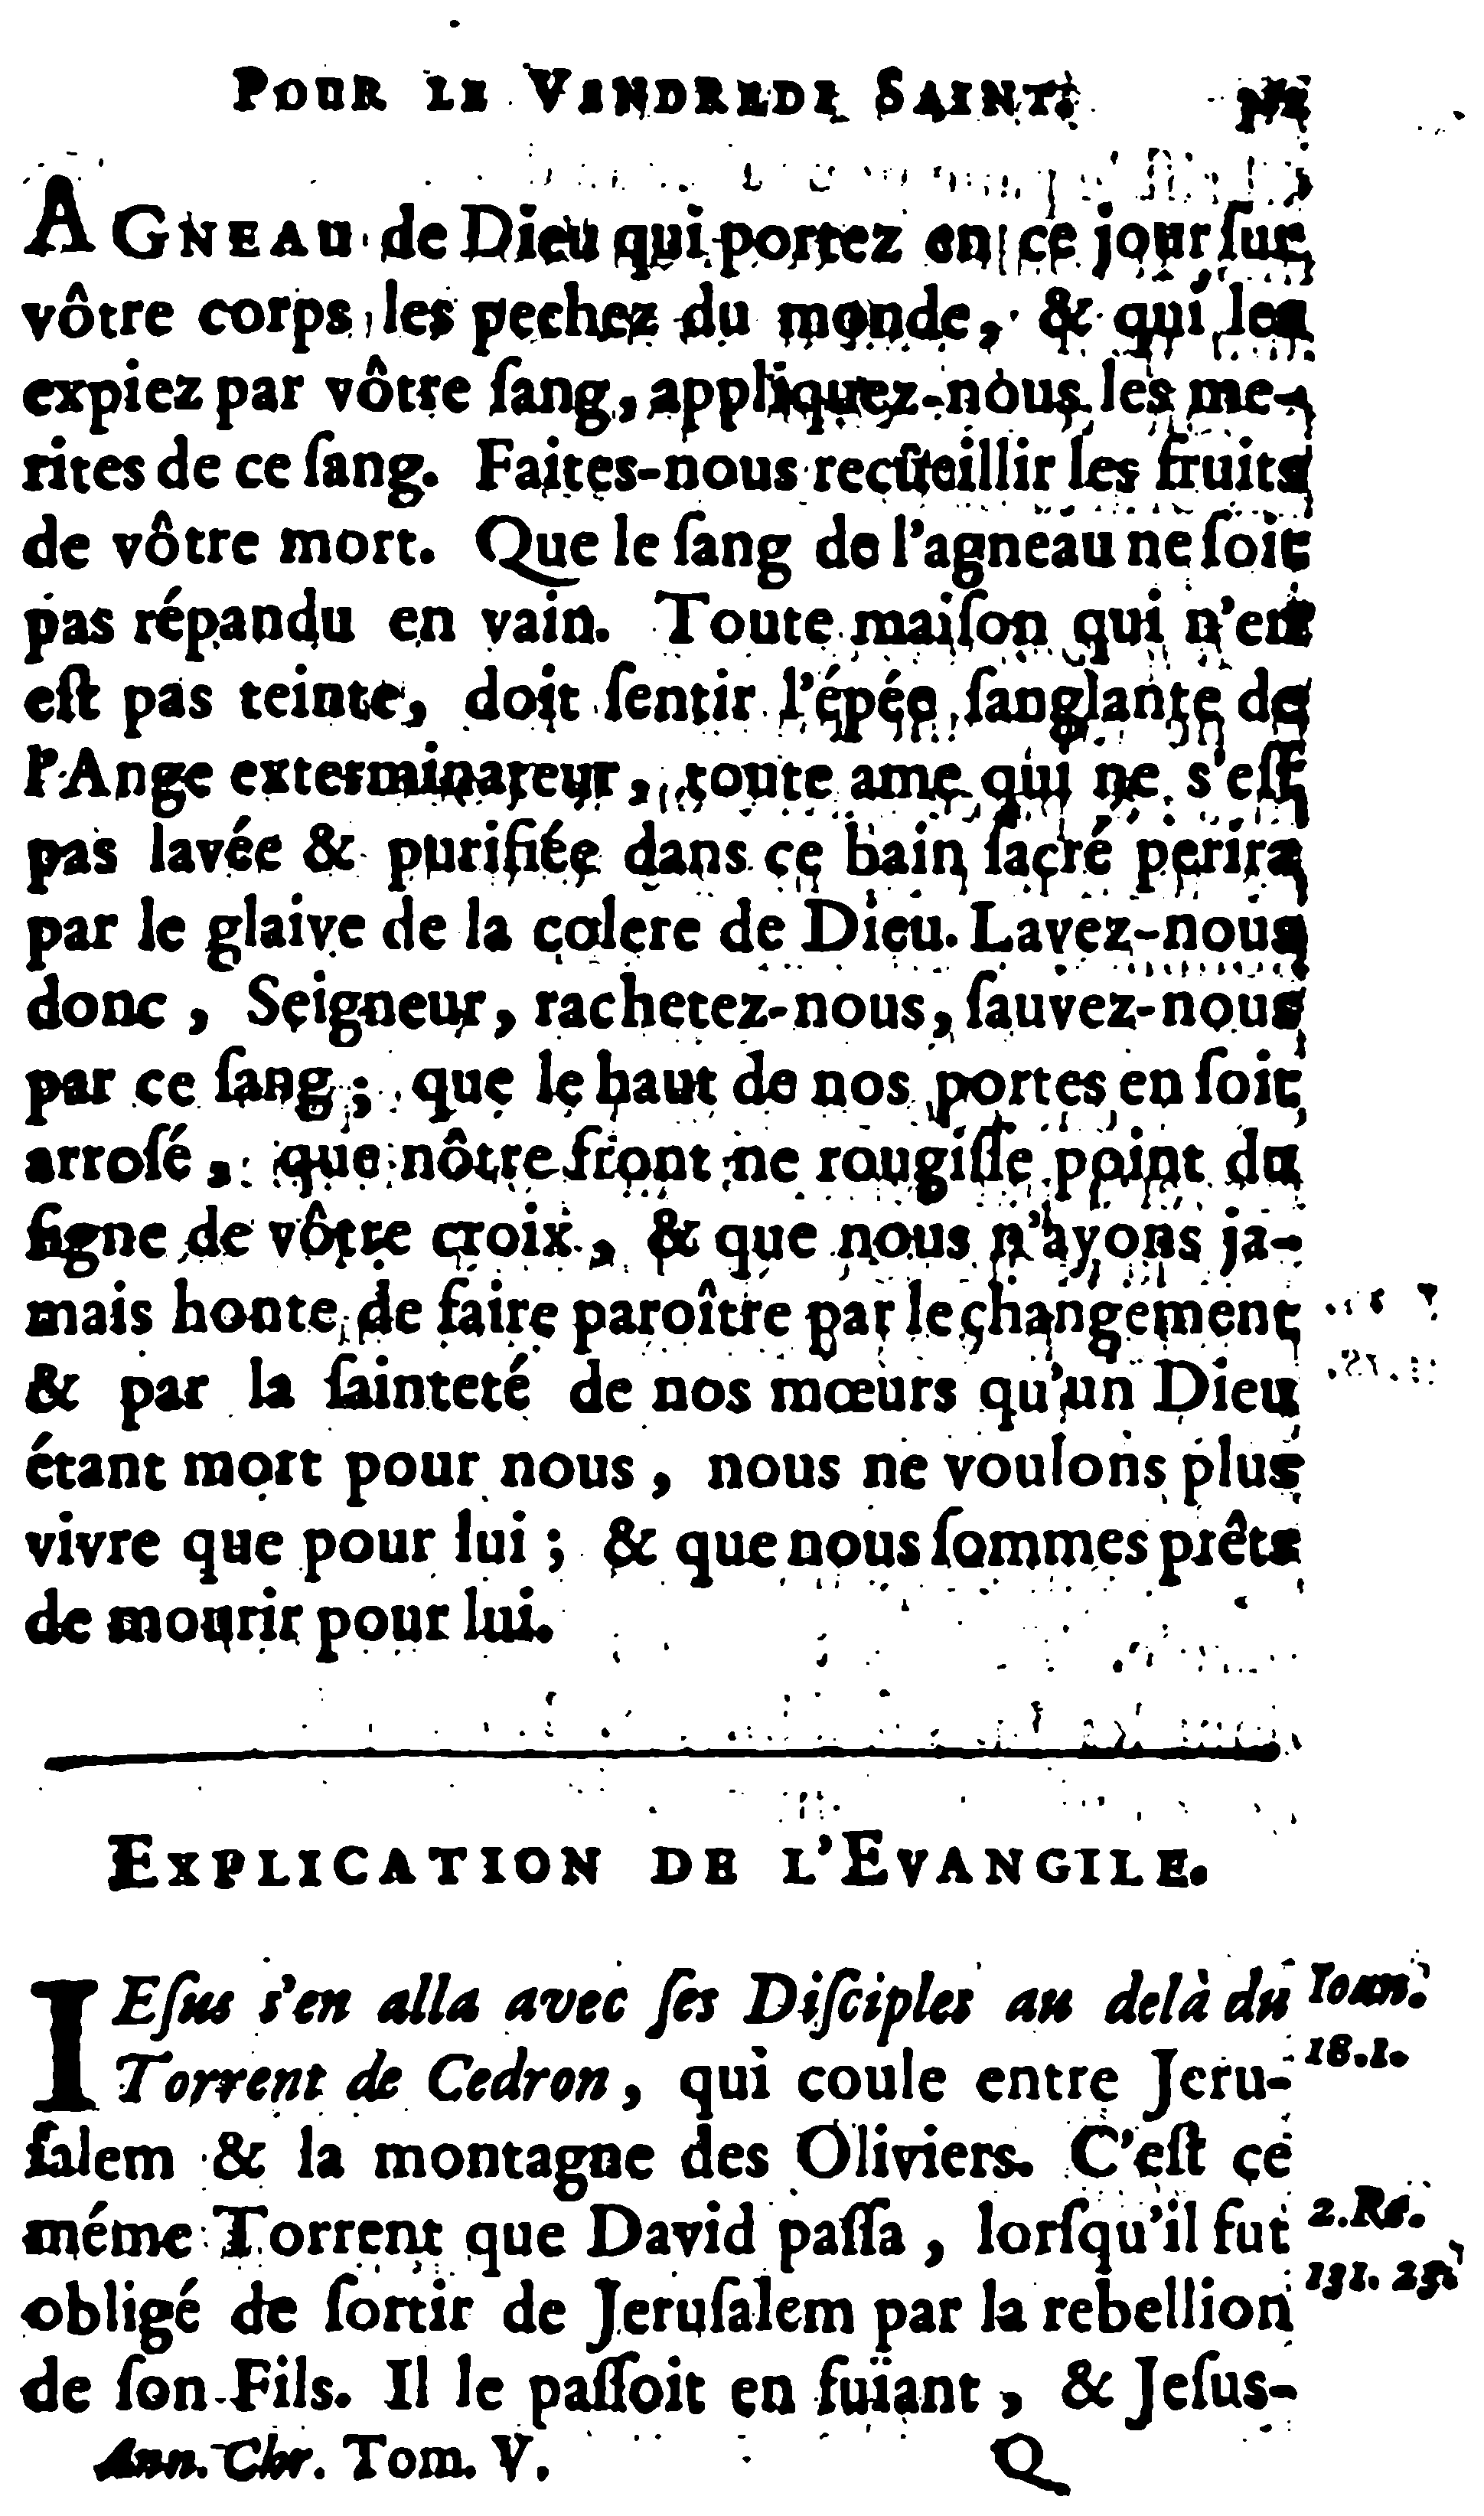 POUR LE VENDREDI SAINT.
AGNEAU de Dieu qui portez en ce jour ſur
vôtre corps les pechez du monde, & qui les
expiez par vôtre ſang, appliquez-nous les me-
rites de ce ſang. Faites-nous recüeillir les fruits
de vôtre mort. Que le ſang de l'agneau ne ſoit
pas répandu en vain. Toute maiſon qui n'en
eſt pas teinte, doit ſentir l'épée ſanglante de
l'Ange exterminateur, toute ame qui ne s'eſt
pas lavée & purifiée dans ce bain ſacré perira
par le glaive de la colere de Dieu. Lavez-nous
donc, Seigneur, rachetez-nous, ſauvez-nous
par ce ſang; que le haut de nos portes en ſoit
arroſé, que nôtre front ne rougiſſe point du
ſigne de vôtre croix, & que nous n'ayons ja-
mais honte de faire paroître par le changement
& par la ſainteté de nos mœurs qu'un Dieu
étant mort pour nous, nous ne voulons plus
vivre que pour lui; & que nous ſommes prêts
de mourir pour lui.
EXPLICATION DE L'EVANGILE.
IEſus s'en alla avec ſes Diſciples au delà du
Ioan.
Torrent de Cedron, qui coule entre Jeru-
18.1.
ſalem & la montagne des Oliviers. C'eſt ce
méme Torrent que David paſſa, lorſqu'il fut
2.
obligé de ſortir de Jeruſalem par la rebellion
de ſon Fils. Il le paſſoit en fuïant, & Jeſus-
Ann. Chr. Tom. V. Q